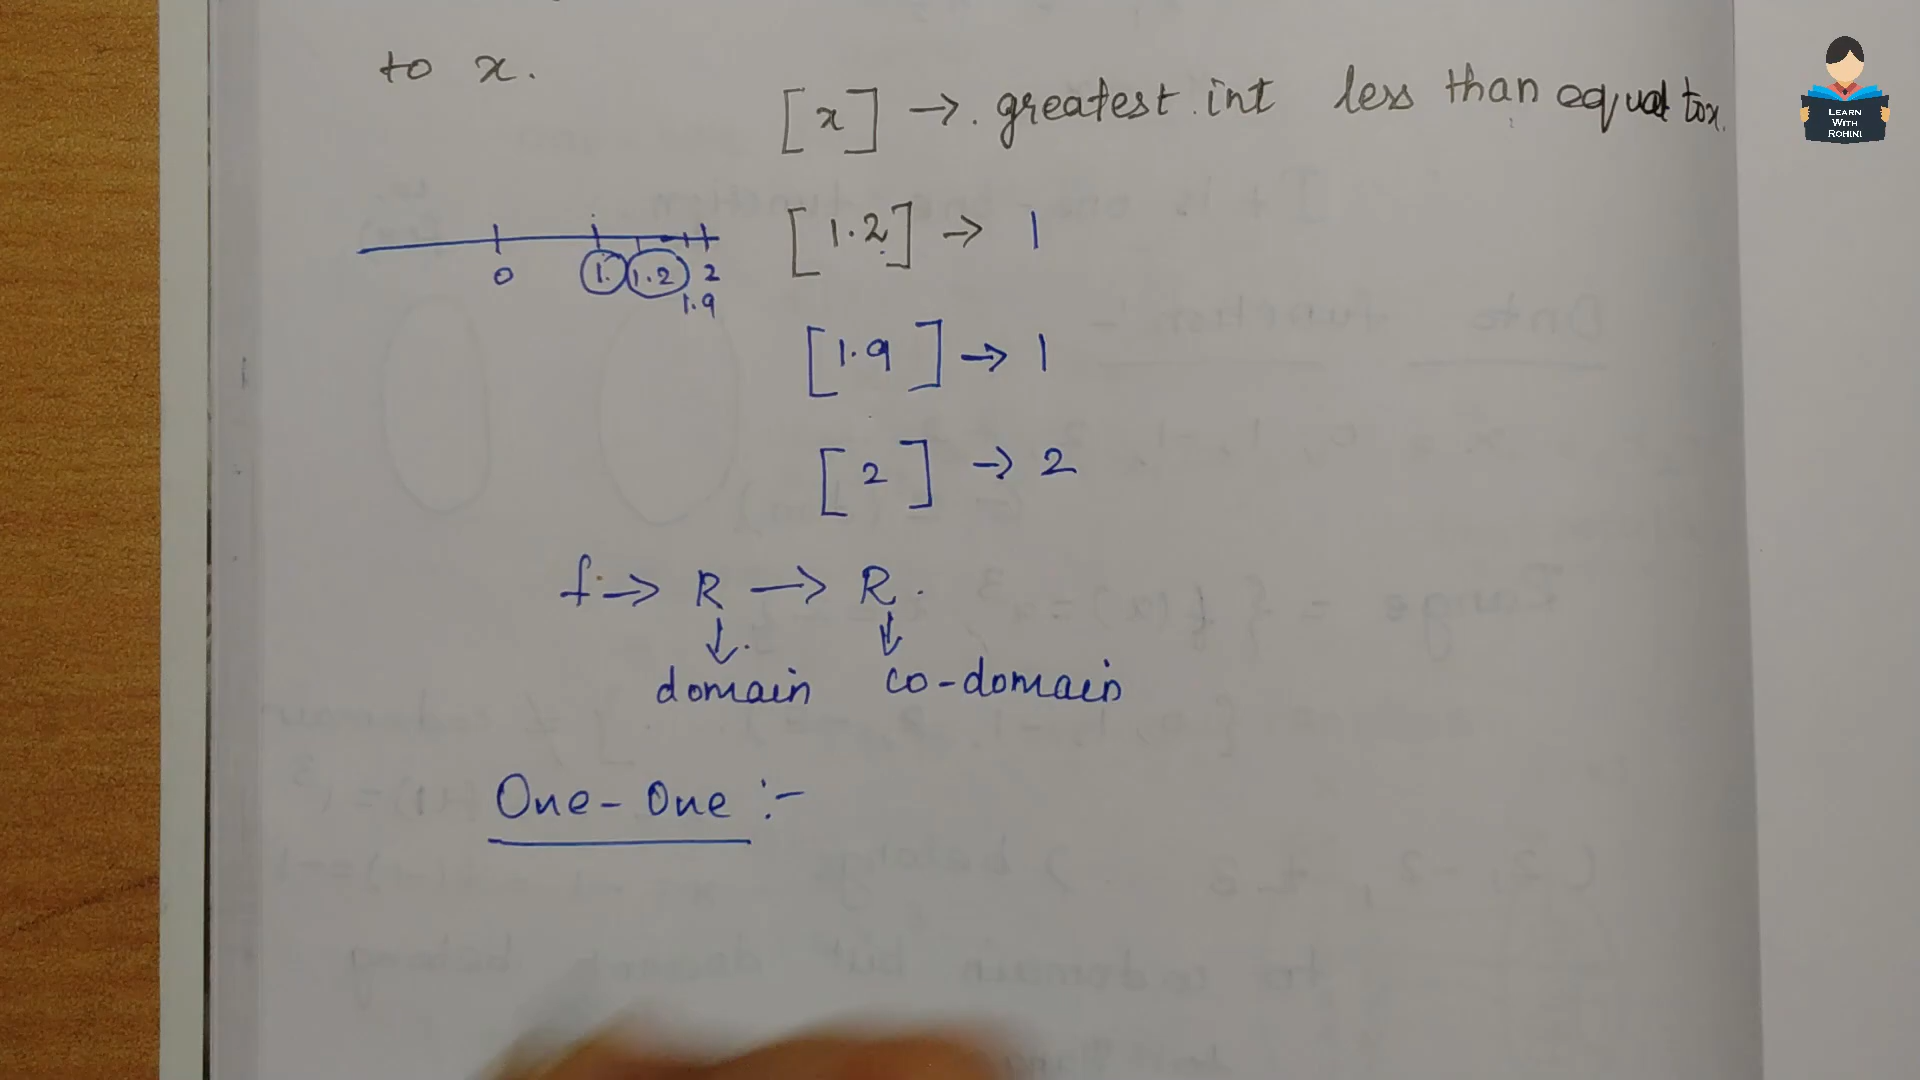 to x.
[x] → greatest int less than equal to x.
LEARN
WITH
ROHINI
0 1. 1.2 2
1.9
[1.2] → 1
[1.9] → 1
[2] → 2
f → R → R.
↓ ↓
domain co-domain
One-One :-